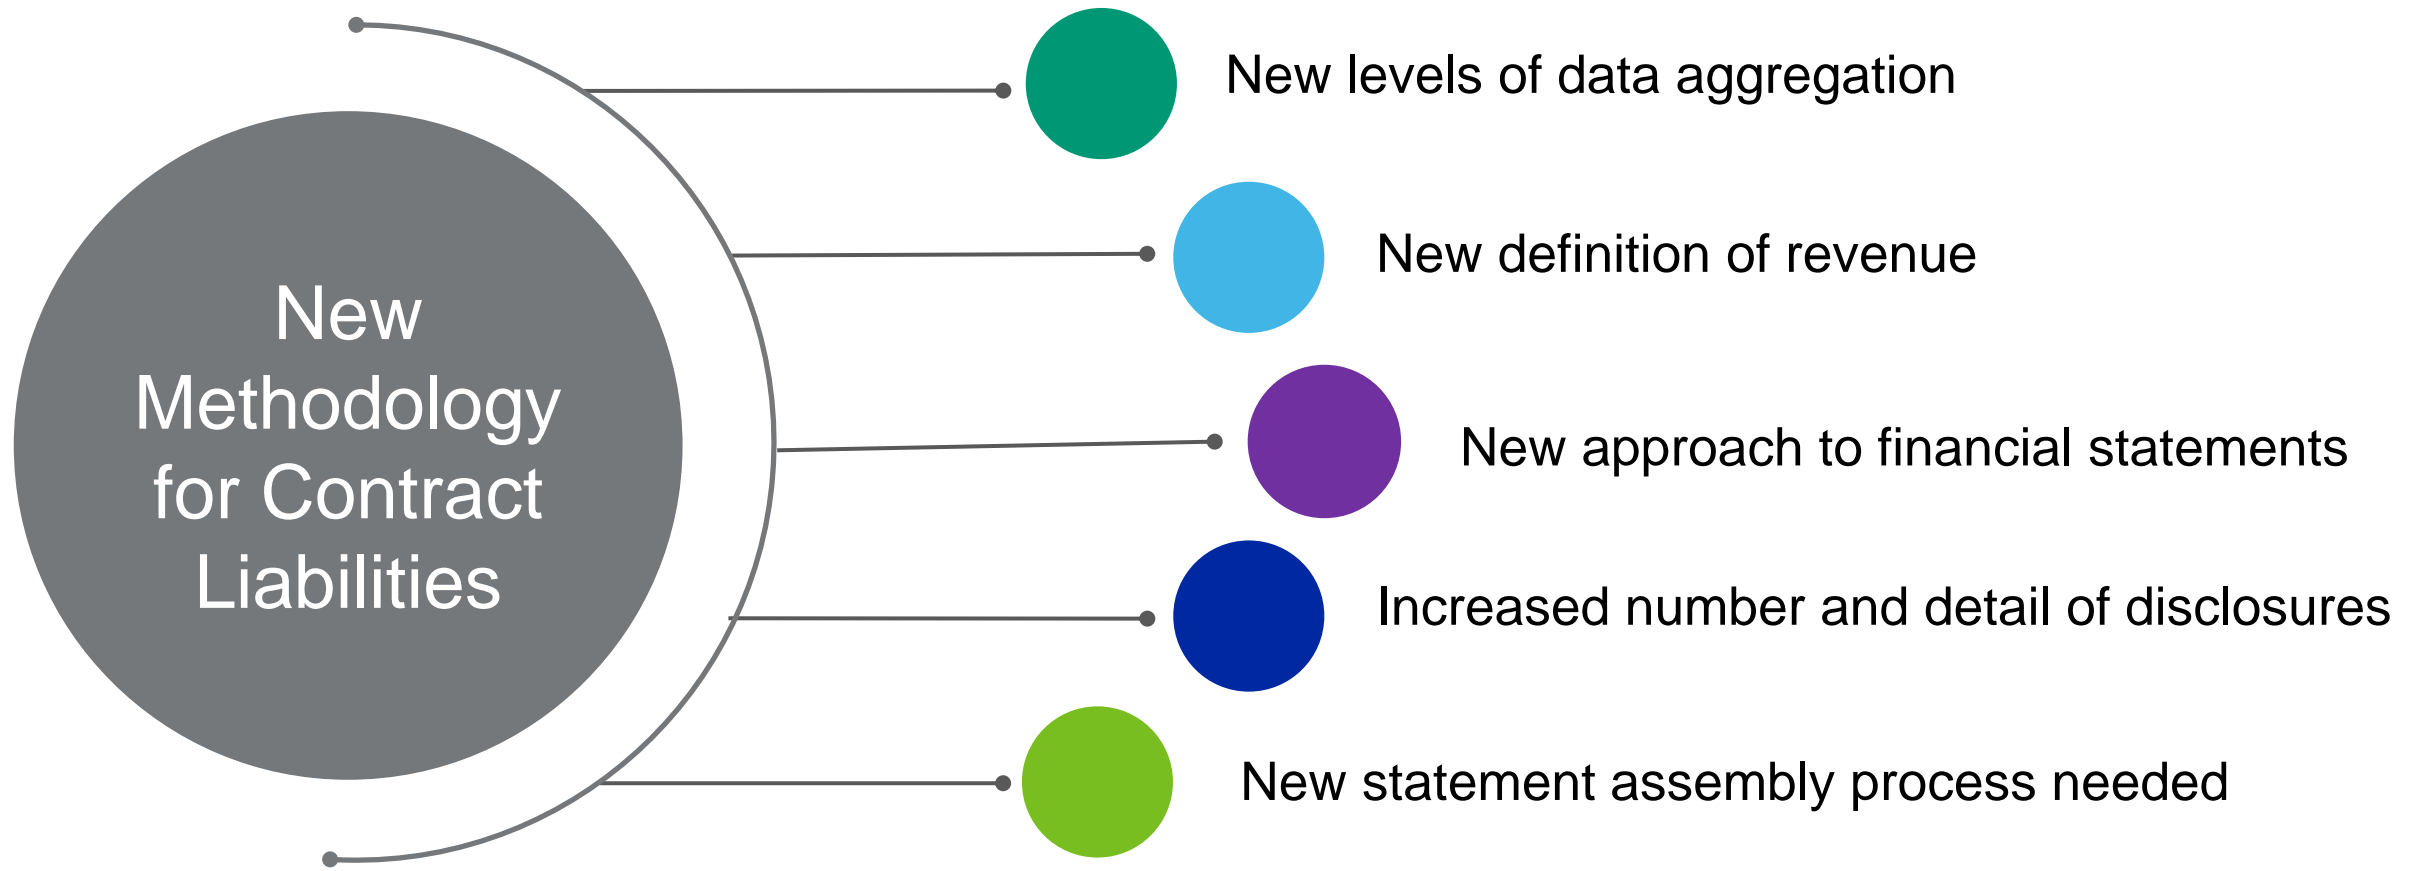 New
Methodology
for Contract
Liabilities
New levels of data aggregation
New definition of revenue
New approach to financial statements
Increased number and detail of disclosures
New statement assembly process needed